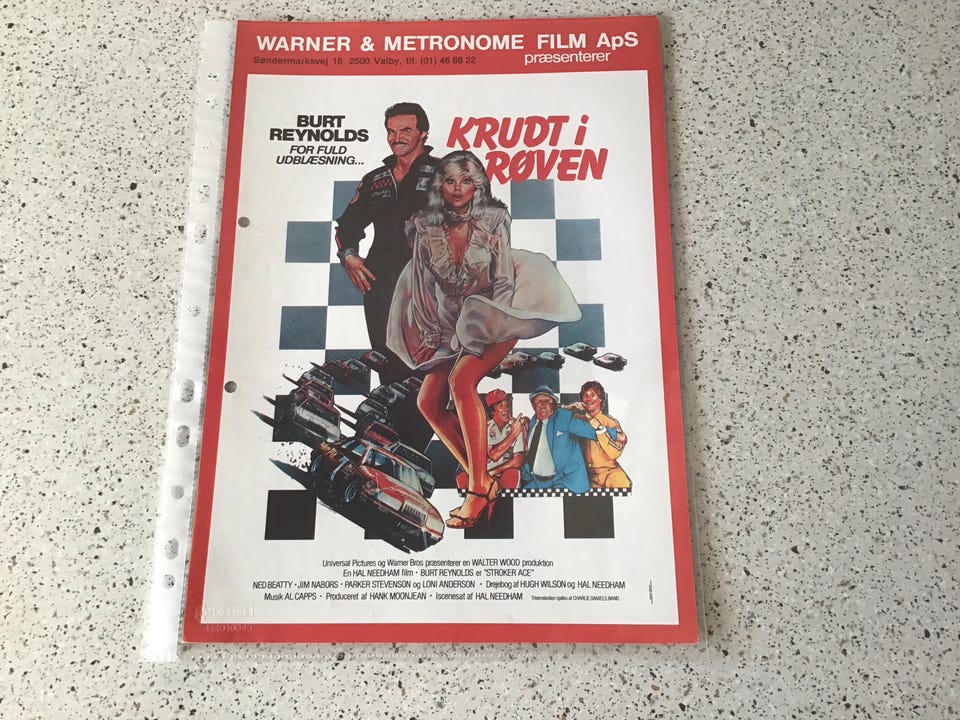 WARNER & METRONOME FILM ApS
Søndermarksvej 16, 2500 Valby, tlf. (01) 46 88 22
præsenterer
BURT
REYNOLDS
FOR FULD
UDBLÆSNING...
KRUDT i
RØVEN
Universal Pictures og Warner Bros præsenterer en WALTER WOOD produktion
En HAL NEEDHAM film • BURT REYNOLDS er "STROKER ACE"
NED BEATTY • JIM NABORS • PARKER STEVENSON og LONI ANDERSON • Drejebog af HUGH WILSON og HAL NEEDHAM
Musik AL CAPPS • Produceret af HANK MOONJEAN • Iscenesat af HAL NEEDHAM
Titelmelodien spilles af CHARLIE DANIELS BAND